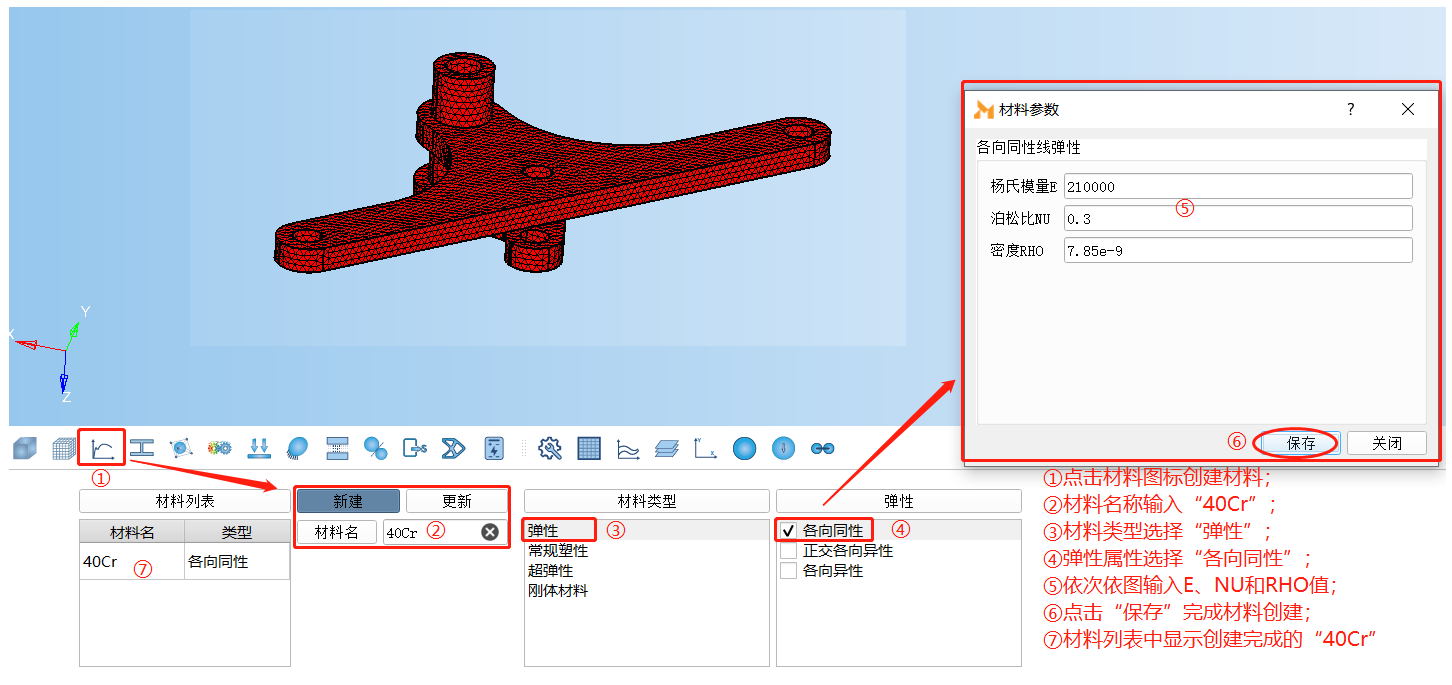 材料参数
?
各向同性线弹性
杨氏模量E 210000
⑤
泊松比NU 0.3
密度RHO 7.85e-9
⑥ 保存 关闭
Y
X
Z
①
材料列表 新建 更新 材料类型 弹性
材料名 类型 材料名 40Cr ② 弹性 ③ 各向同性 ④
40Cr ⑦ 各向同性 常规塑性 正交各向异性
超弹性 各向异性
刚体材料
①点击材料图标创建材料；
②材料名称输入“40Cr”；
③材料类型选择“弹性”；
④弹性属性选择“各向同性”；
⑤依次依图输入E、NU和RHO值；
⑥点击“保存”完成材料创建；
⑦材料列表中显示创建完成的“40Cr”